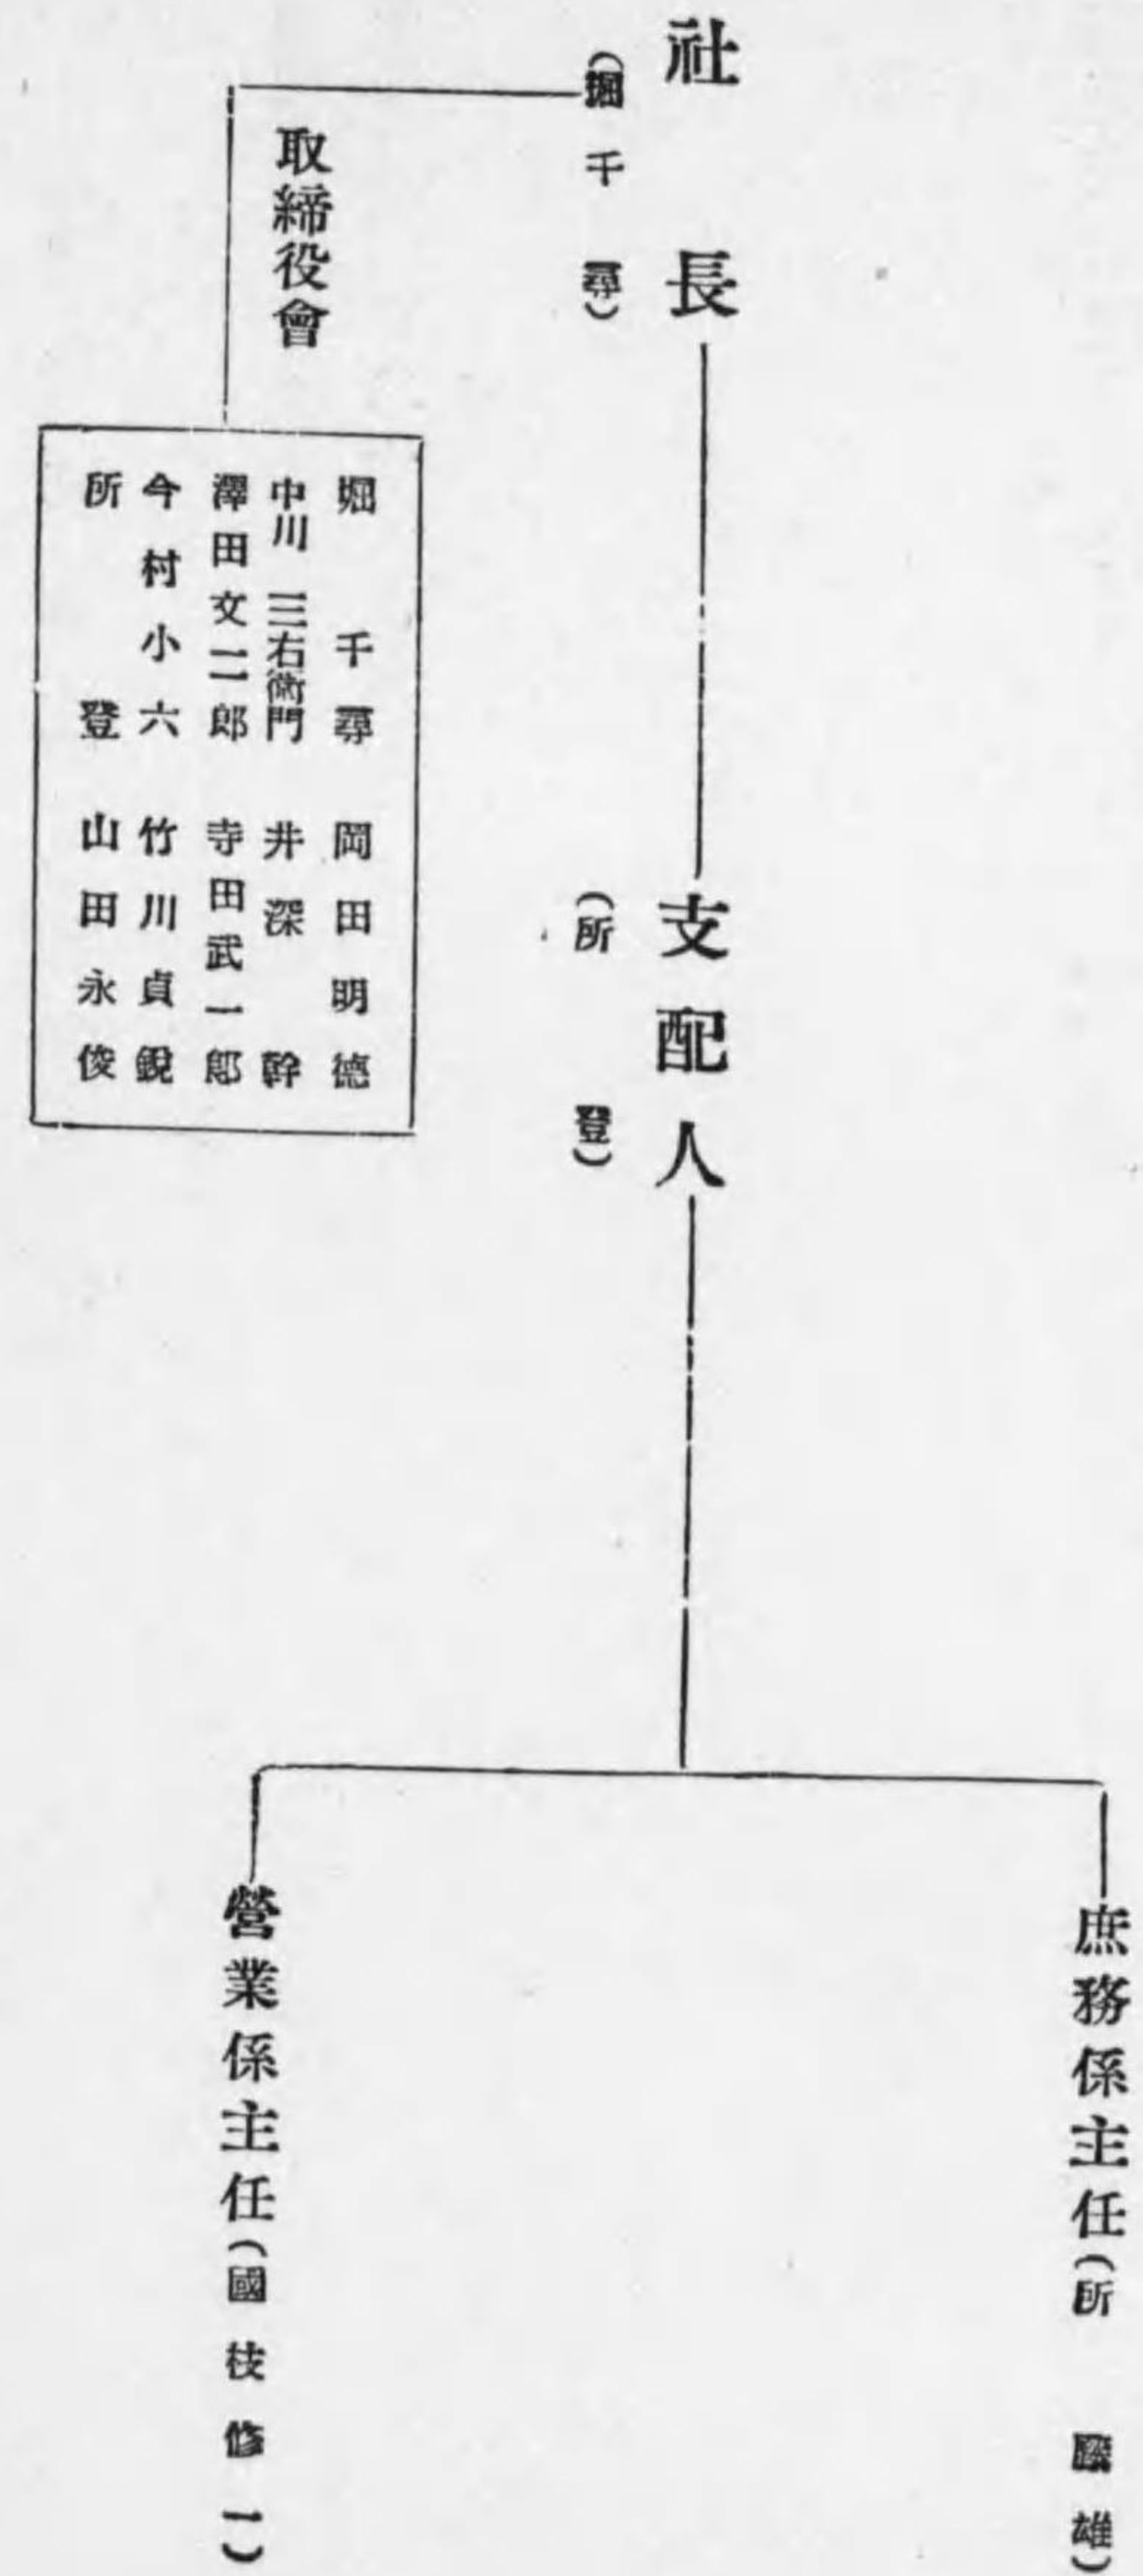 社長
(堀千尋)
取締役會
堀千尋 岡田明德
中川三右衞門 井深幹
澤田文二郎 寺田武一郎
今村小六 竹川貞銳
所登 山田永俊
支配人
(所登)
庶務係主任(所 雄)
營業係主任(國枝修一)